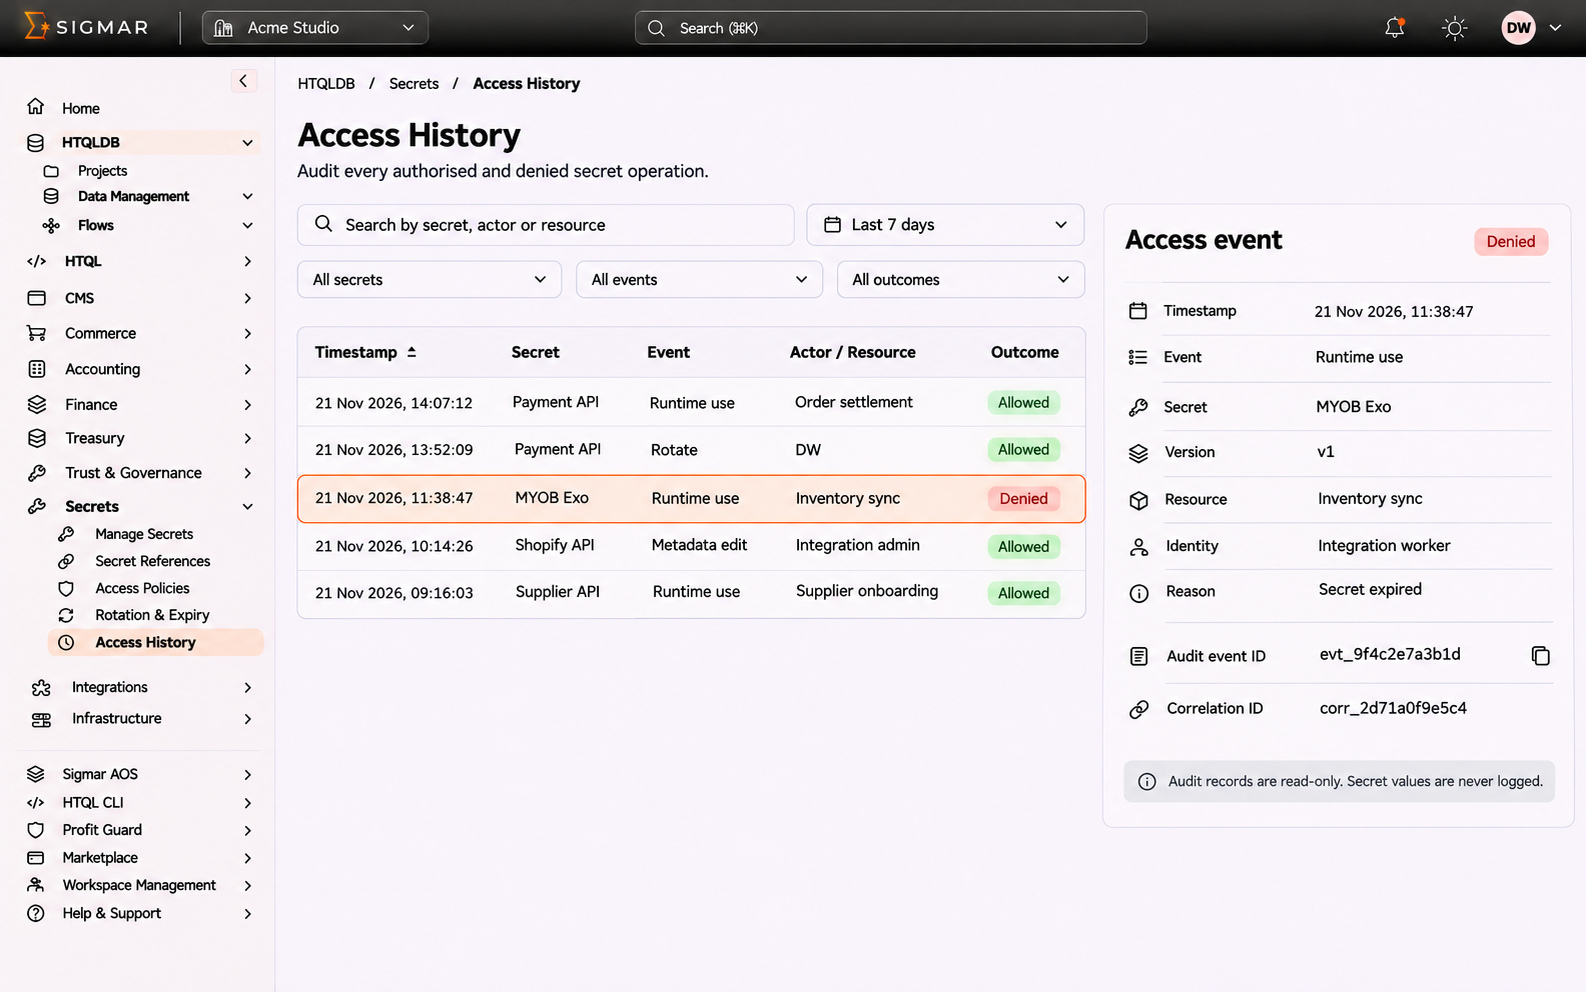 SIGMAR
Acme Studio
Search (⌘K)
DW
Home
HTQLDB
Projects
Data Management
Flows
HTQL
CMS
Commerce
Accounting
Finance
Treasury
Trust & Governance
Secrets
Manage Secrets
Secret References
Access Policies
Rotation & Expiry
Access History
Integrations
Infrastructure
Sigmar AOS
HTQL CLI
Profit Guard
Marketplace
Workspace Management
Help & Support
HTQLDB / Secrets / Access History
Access History
Audit every authorised and denied secret operation.
Search by secret, actor or resource
Last 7 days
All secrets
All events
All outcomes
Timestamp Secret Event Actor / Resource Outcome
21 Nov 2026, 14:07:12 Payment API Runtime use Order settlement Allowed
21 Nov 2026, 13:52:09 Payment API Rotate DW Allowed
21 Nov 2026, 11:38:47 MYOB Exo Runtime use Inventory sync Denied
21 Nov 2026, 10:14:26 Shopify API Metadata edit Integration admin Allowed
21 Nov 2026, 09:16:03 Supplier API Runtime use Supplier onboarding Allowed
Access event Denied
Timestamp 21 Nov 2026, 11:38:47
Event Runtime use
Secret MYOB Exo
Version v1
Resource Inventory sync
Identity Integration worker
Reason Secret expired
Audit event ID evt_9f4c2e7a3b1d
Correlation ID corr_2d71a0f9e5c4
Audit records are read-only. Secret values are never logged.